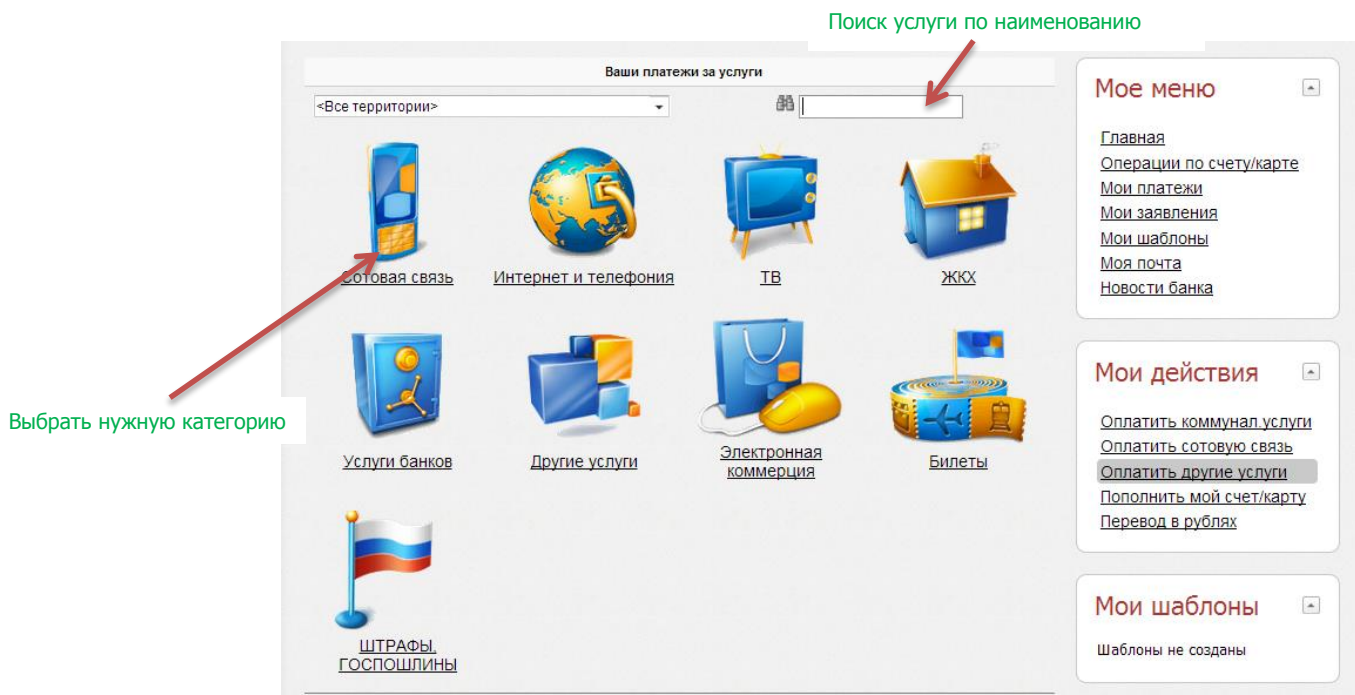 Поиск услуги по наименованию
Ваши платежи за услуги
<Все территории>
Сотовая связь
Интернет и телефония
ТВ
ЖКХ
Выбрать нужную категорию
Услуги банков
Другие услуги
Электронная
коммерция
Билеты
ШТРАФЫ.
ГОСПОШЛИНЫ
Мое меню
Главная
Операции по счету/карте
Мои платежи
Мои заявления
Мои шаблоны
Моя почта
Новости банка
Мои действия
Оплатить коммунал.услуги
Оплатить сотовую связь
Оплатить другие услуги
Пополнить мой счет/карту
Перевод в рублях
Мои шаблоны
Шаблоны не созданы